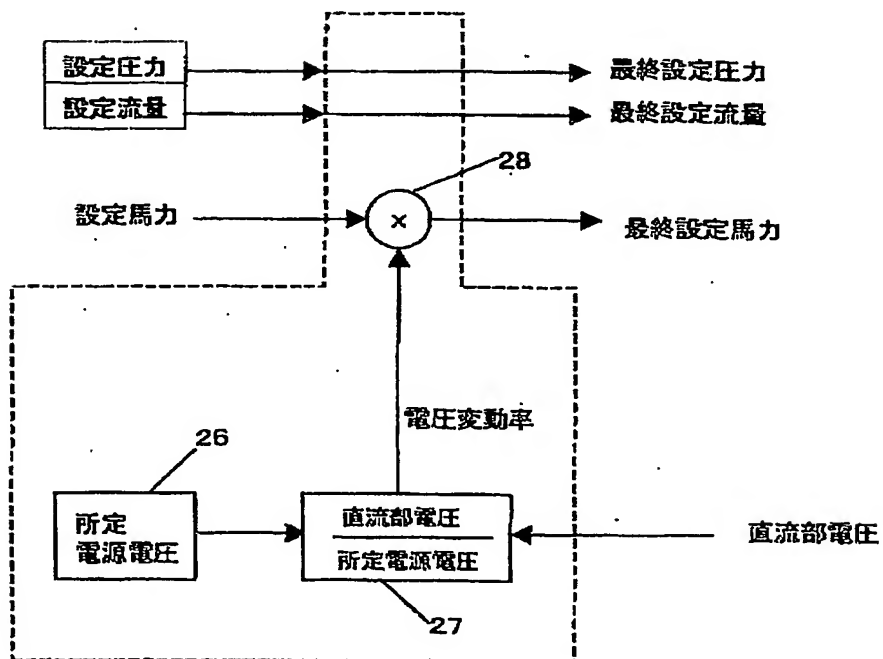 設定圧力
最終設定圧力
設定流量
最終設定流量
28
設定馬力
×
最終設定馬力
電圧変動率
26
所定
電源電圧
直流部電圧
所定電源電圧
直流部電圧
27